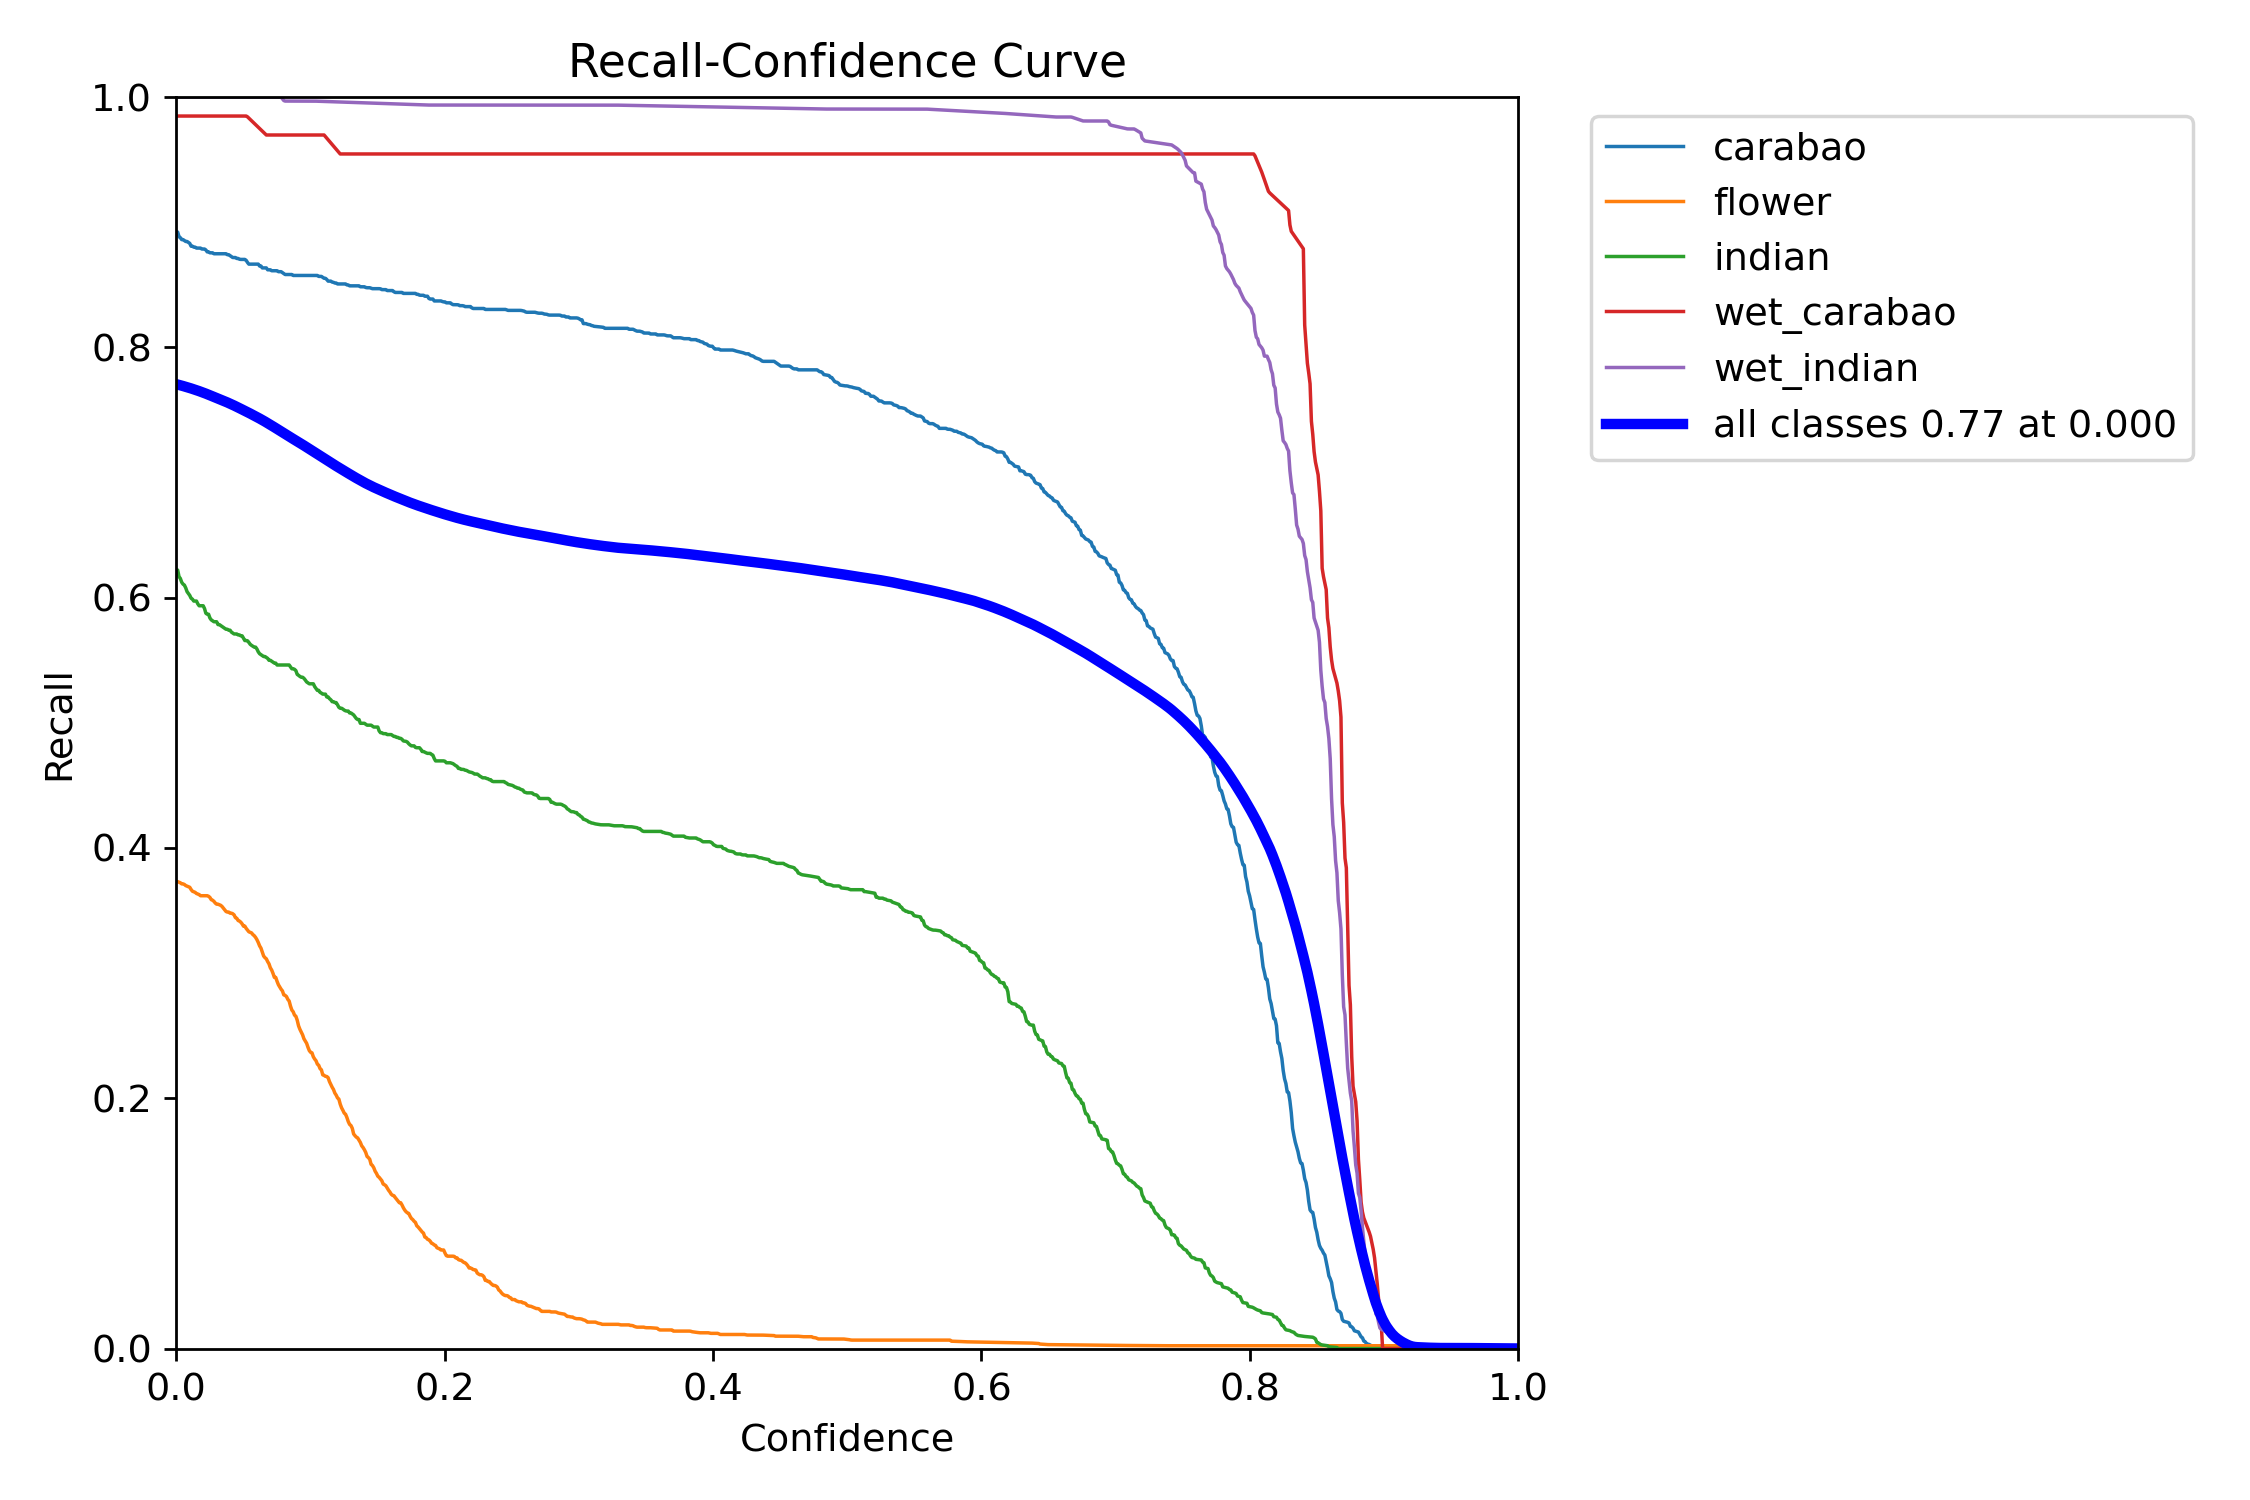 Recall-Confidence Curve
1.0
0.8
0.6
0.4
0.2
0.0
Recall
0.0 0.2 0.4 0.6 0.8 1.0
Confidence
carabao
flower
indian
wet_carabao
wet_indian
all classes 0.77 at 0.000